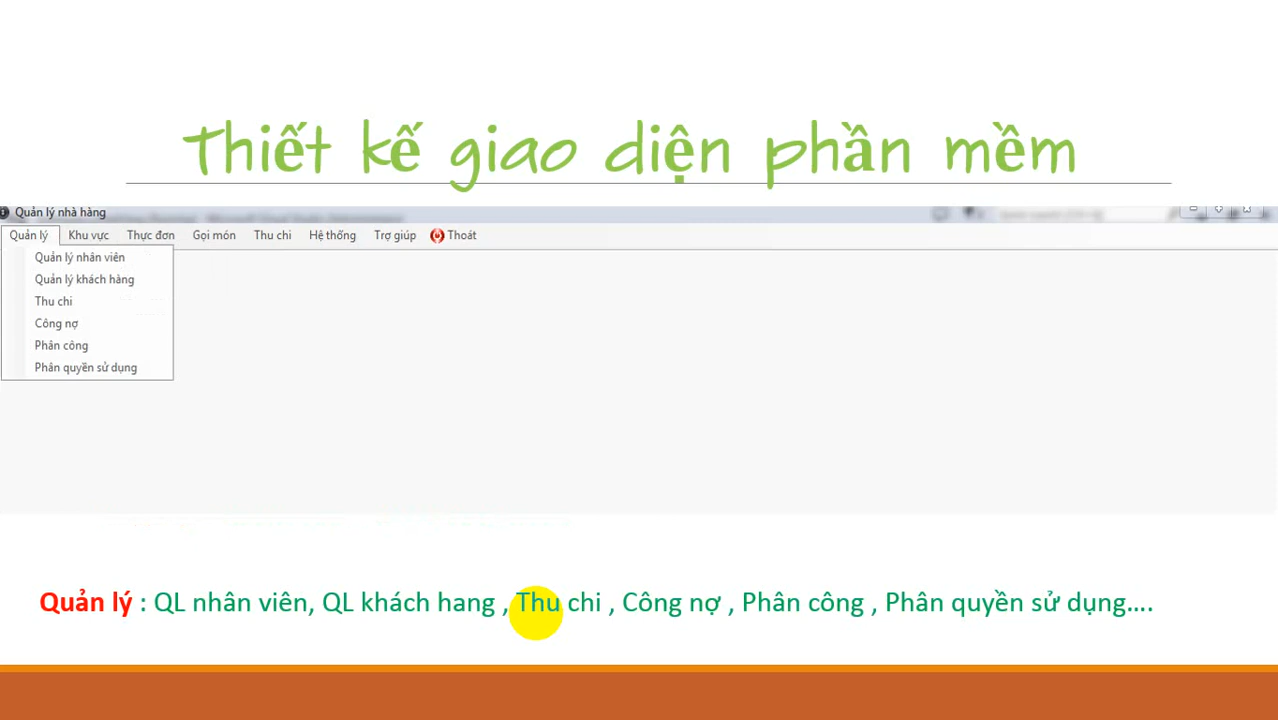 Thiết kế giao diện phần mềm
Quản lý nhà hàng
Quản lý Khu vực Thực đơn Gọi món Thu chi Hệ thống Trợ giúp Thoát
Quản lý nhân viên
Quản lý khách hàng
Thu chi
Công nợ
Phân công
Phân quyền sử dụng
Quản lý : QL nhân viên, QL khách hang , Thu chi , Công nợ , Phân công , Phân quyền sử dụng....